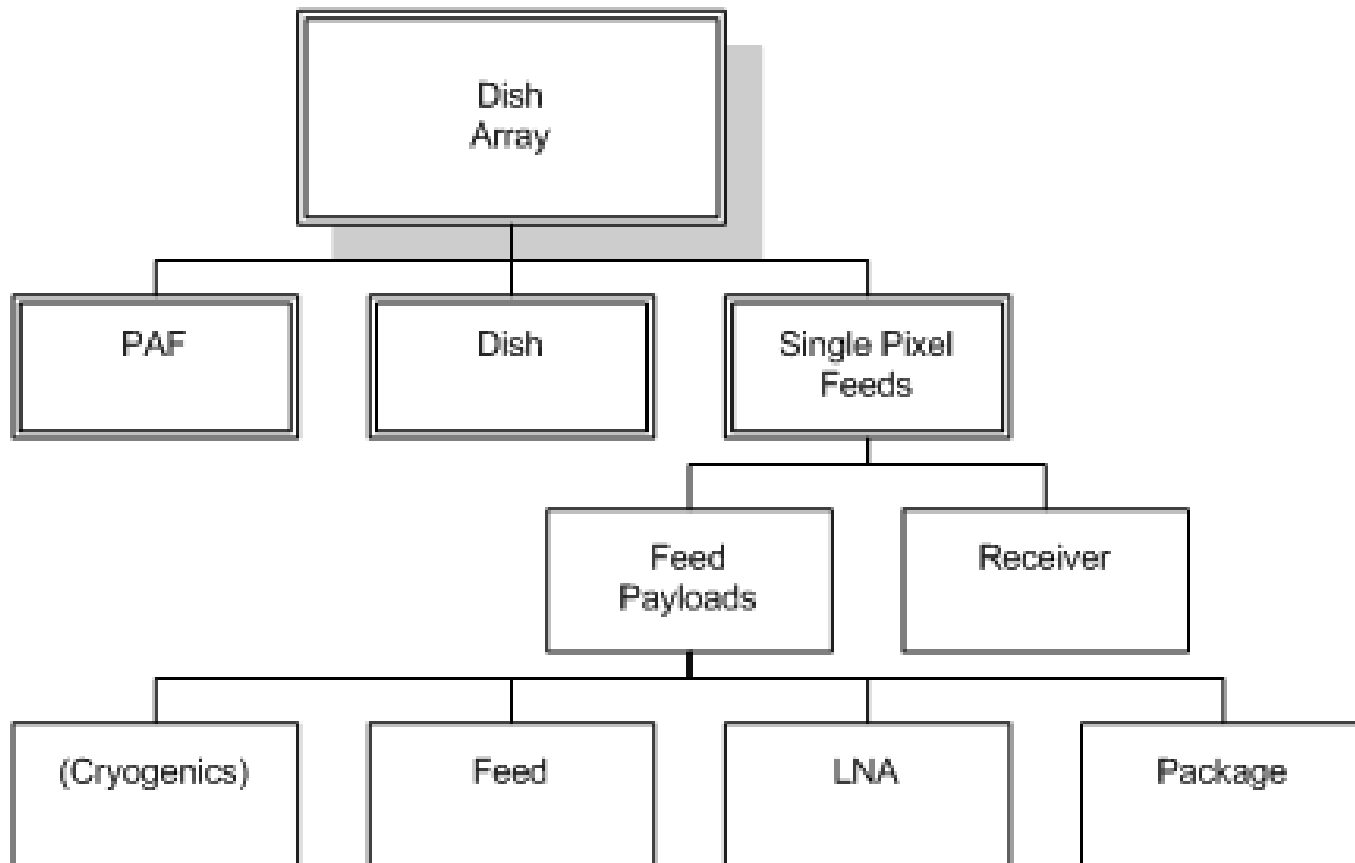 Dish
Array
PAF
Dish
Single Pixel
Feeds
Feed
Payloads
Receiver
(Cryogenics)
Feed
LNA
Package